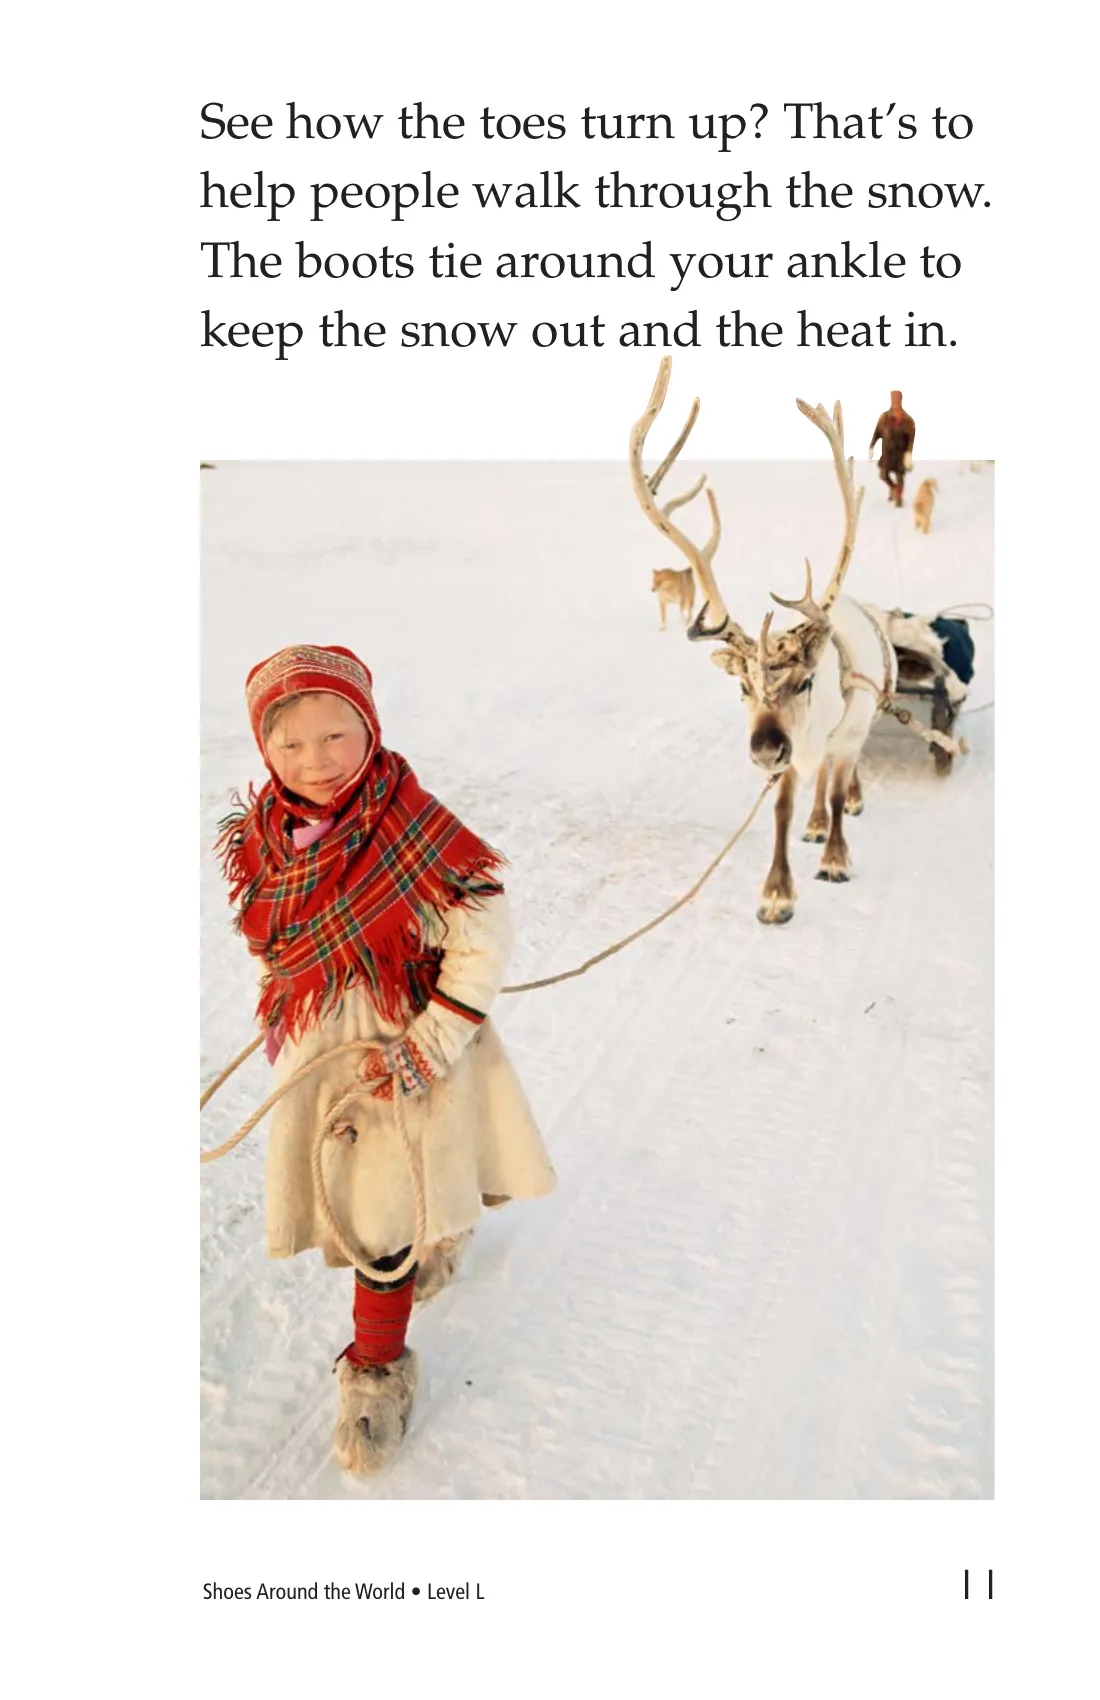 See how the toes turn up? That’s to
help people walk through the snow.
The boots tie around your ankle to
keep the snow out and the heat in.
Shoes Around the World • Level L
11